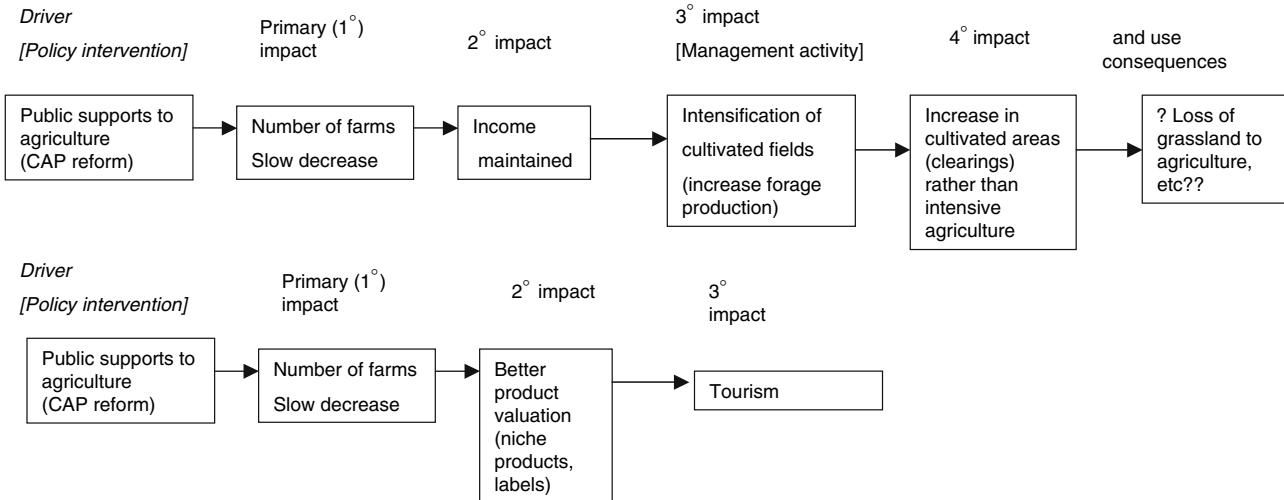 Driver
[Policy intervention]
Primary (1°)
impact
2° impact
3° impact
[Management activity]
4° impact
and use
consequences
Public supports to
agriculture
(CAP reform)
Number of farms
Slow decrease
Income
maintained
Intensification of
cultivated fields
(increase forage
production)
Increase in
cultivated areas
(clearings)
rather than
intensive
agriculture
? Loss of
grassland to
agriculture,
etc??
Driver
[Policy intervention]
Primary (1°)
impact
2° impact
3°
impact
Public supports to
agriculture
(CAP reform)
Number of farms
Slow decrease
Better
product
valuation
(niche
products,
labels)
Tourism